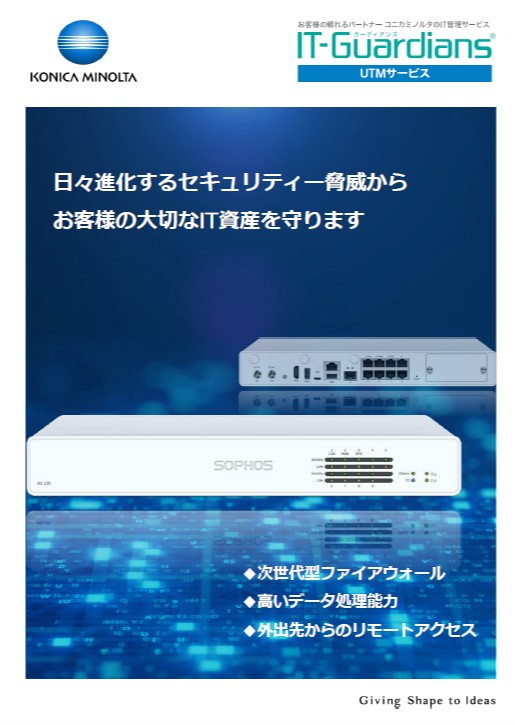 KONICA MINOLTA
お客様の頼れるパートナー コニカミノルタのIT管理サービス
ガーディアンズ
IT-Guardians®
UTMサービス
日々進化するセキュリティー脅威から
お客様の大切なIT資産を守ります
SOPHOS
◆次世代型ファイアウォール
◆高いデータ処理能力
◆外出先からのリモートアクセス
Giving Shape to Ideas